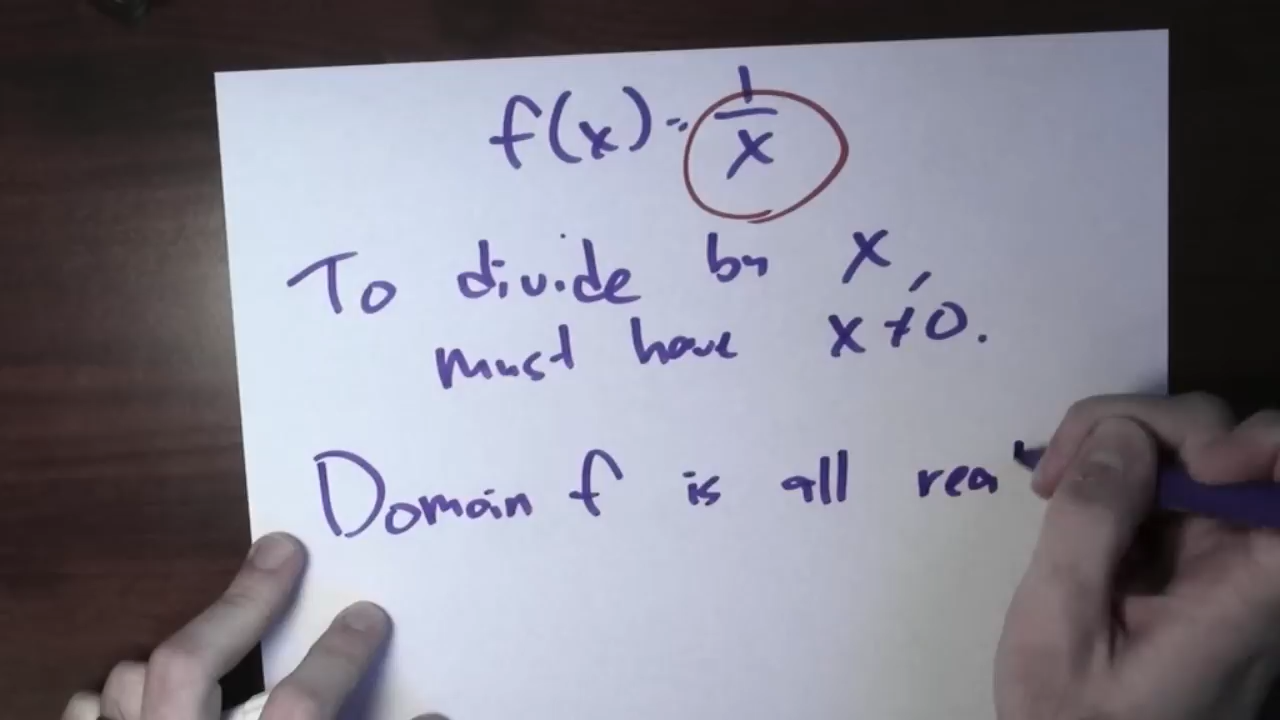 f(x) = 1/x
To divide by x,
must have x ≠ 0.
Domain f is all rea